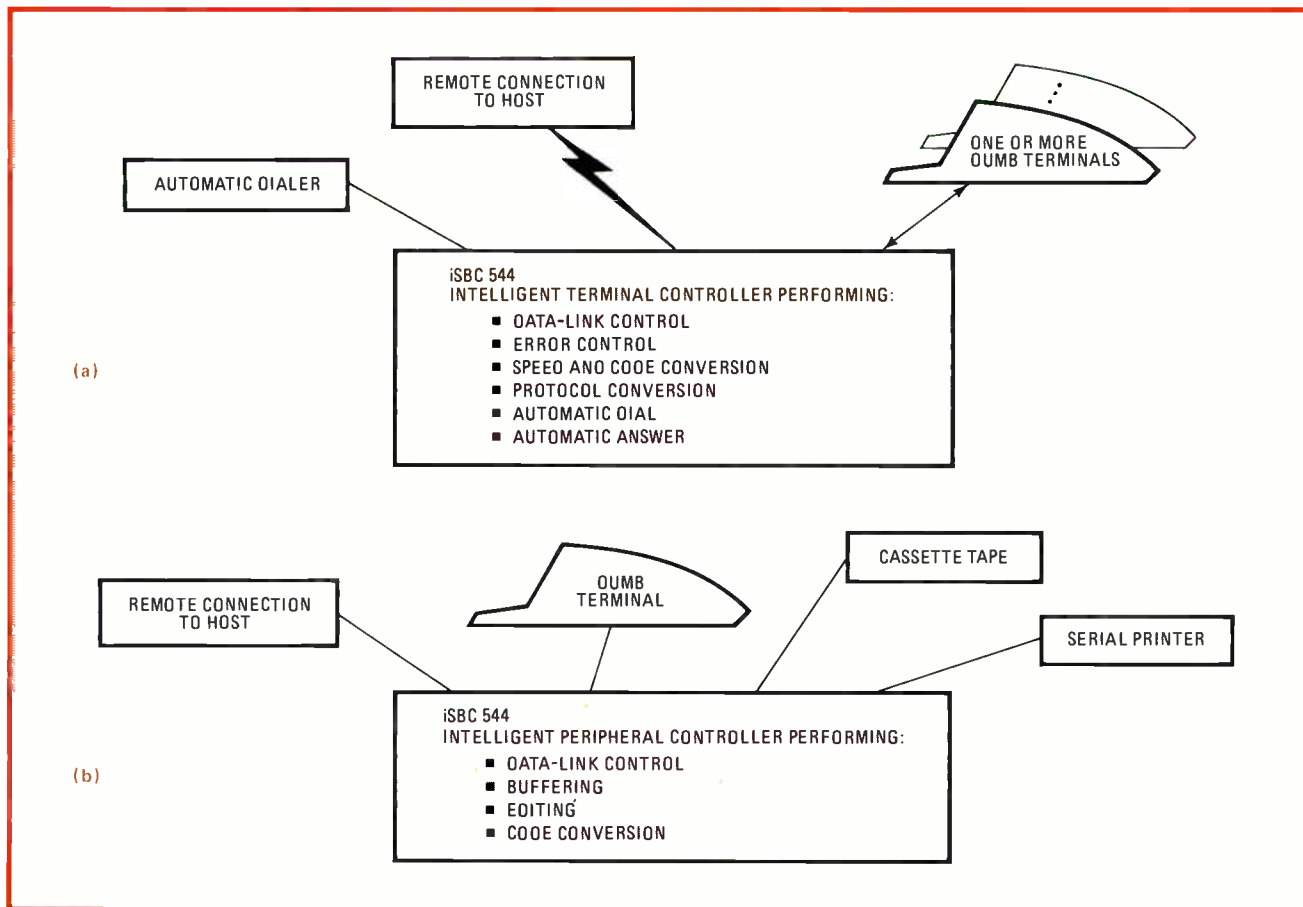 REMOTE CONNECTION
TO HOST
AUTOMATIC OIALER
ONE OR MORE
OUMB TERMINALS
iSBC 544
INTELLIGENT TERMINAL CONTROLLER PERFORMING:
■ OATA-LINK CONTROL
■ ERROR CONTROL
■ SPEEO ANO COOE CONVERSION
■ PROTOCOL CONVERSION
■ AUTOMATIC OIAL
■ AUTOMATIC ANSWER
(a)
REMOTE CONNECTION
TO HOST
OUMB
TERMINAL
CASSETTE TAPE
SERIAL PRINTER
iSBC 544
INTELLIGENT PERIPHERAL CONTROLLER PERFORMING:
■ OATA-LINK CONTROL
■ BUFFERING
■ EOITING
■ COOE CONVERSION
(b)